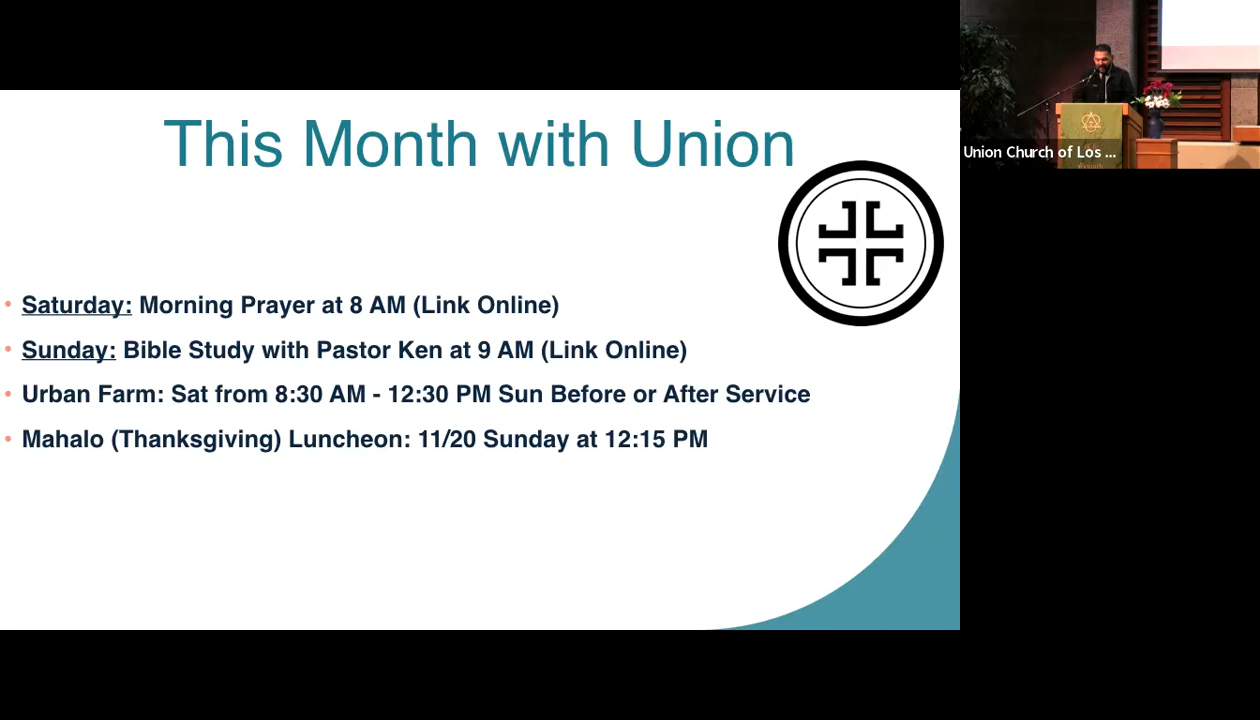 This Month with Union
Saturday: Morning Prayer at 8 AM (Link Online)
Sunday: Bible Study with Pastor Ken at 9 AM (Link Online)
Urban Farm: Sat from 8:30 AM - 12:30 PM Sun Before or After Service
Mahalo (Thanksgiving) Luncheon: 11/20 Sunday at 12:15 PM
Union Church of Los ...